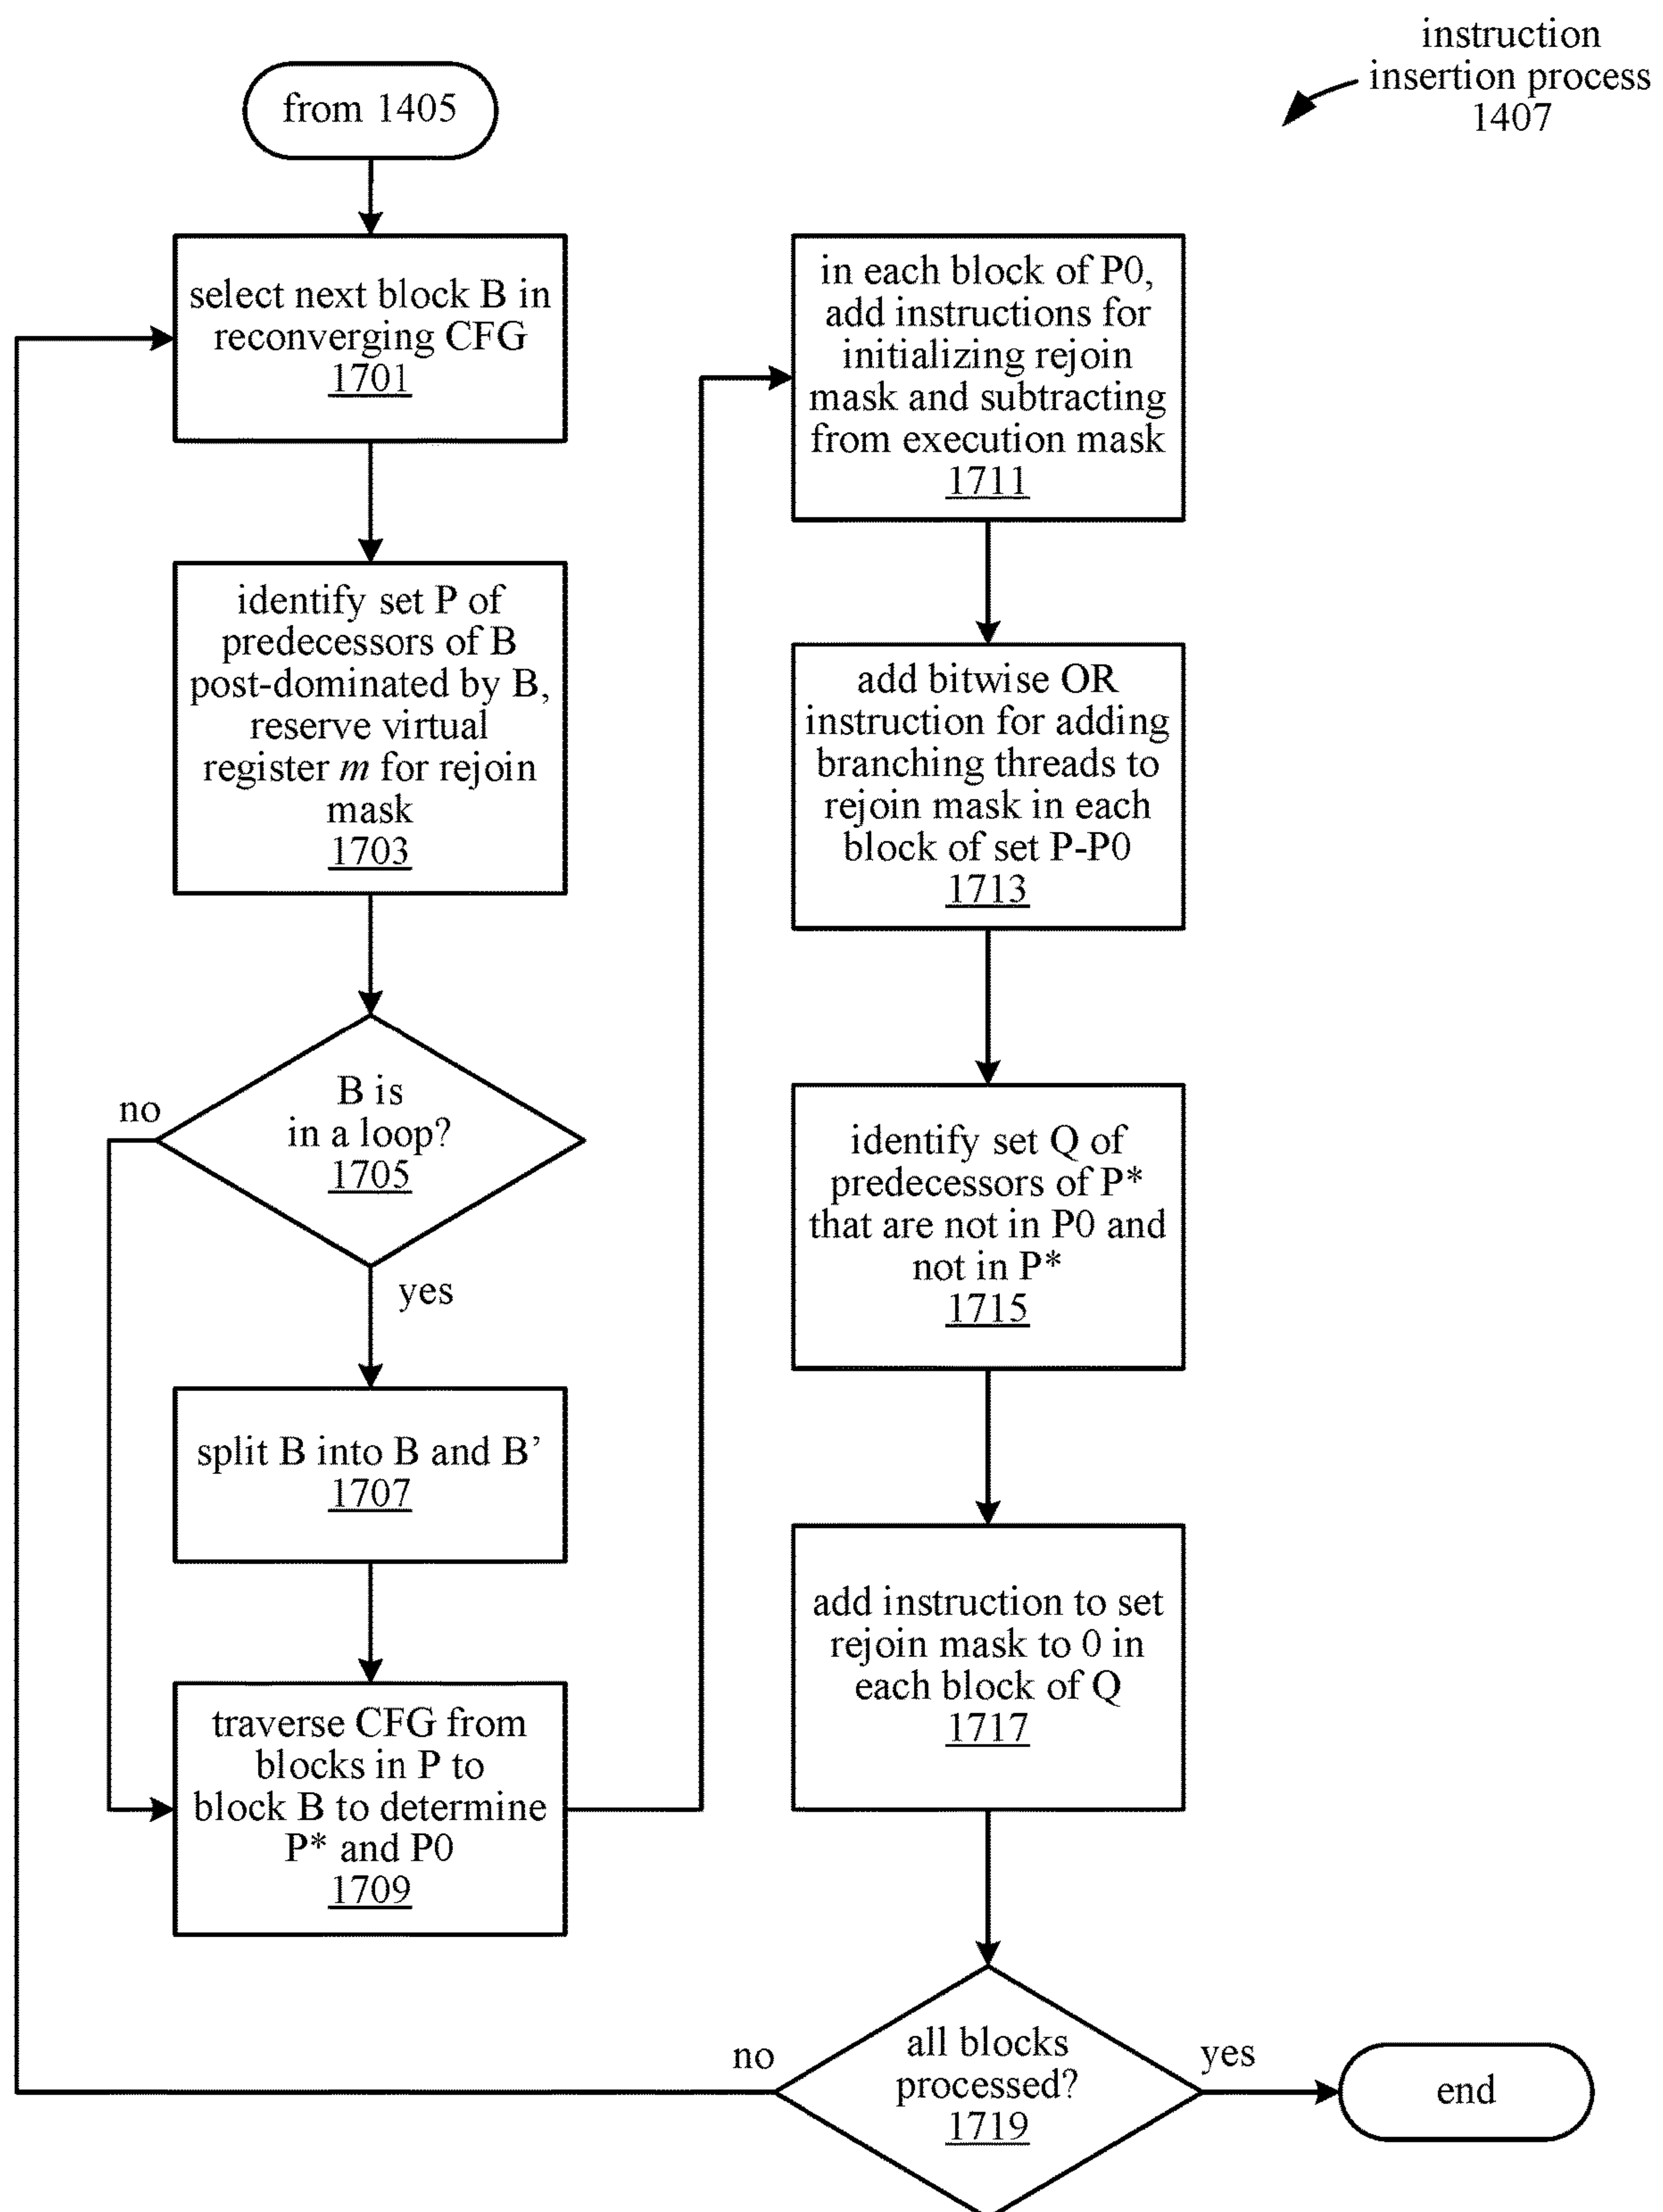 instruction
insertion process
1407
from 1405
select next block B in
reconverging CFG
1701
identify set P of
predecessors of B
post-dominated by B,
reserve virtual
register m for rejoin
mask
1703
B is
in a loop?
1705
no
yes
split B into B and B’
1707
traverse CFG from
blocks in P to
block B to determine
P* and P0
1709
in each block of P0,
add instructions for
initializing rejoin
mask and subtracting
from execution mask
1711
add bitwise OR
instruction for adding
branching threads to
rejoin mask in each
block of set P-P0
1713
identify set Q of
predecessors of P*
that are not in P0 and
not in P*
1715
add instruction to set
rejoin mask to 0 in
each block of Q
1717
all blocks
processed?
1719
no
yes
end